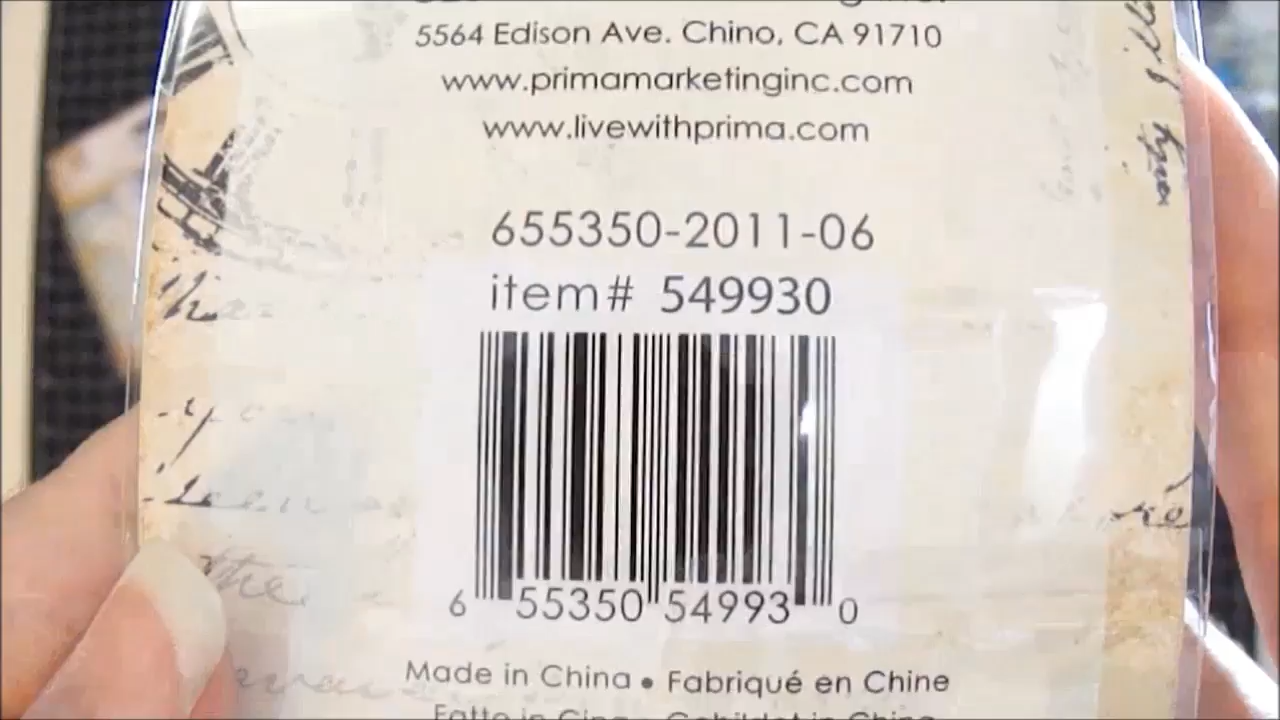 5564 Edison Ave. Chino, CA 91710
www.primamarketinginc.com
www.livewithprima.com
655350-2011-06
item# 549930
6 55350 54993 0
Made in China • Fabriqué en Chine
the